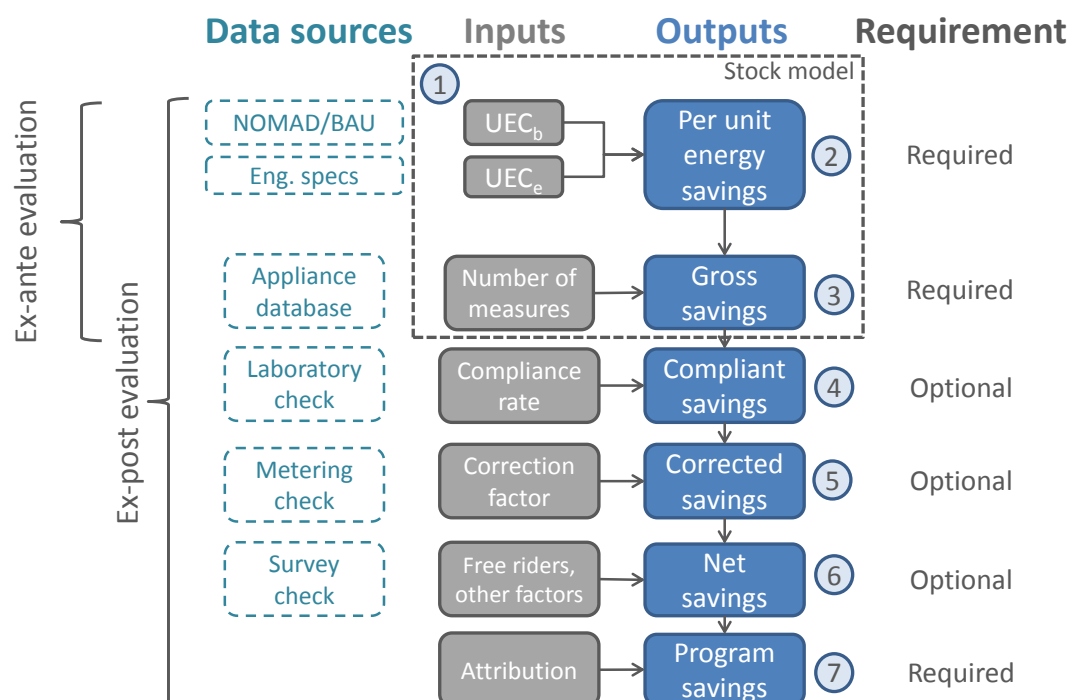 Data sources Inputs Outputs Requirement
Stock model
1
Ex-ante evaluation
Ex-post evaluation
NOMAD/BAU
Eng. specs
UECb
UECe
Per unit
energy
savings
2
Required
Appliance
database
Number of
measures
Gross
savings
3
Required
Laboratory
check
Compliance
rate
Compliant
savings
4
Optional
Metering
check
Correction
factor
Corrected
savings
5
Optional
Survey
check
Free riders,
other factors
Net
savings
6
Optional
Attribution
Program
savings
7
Required